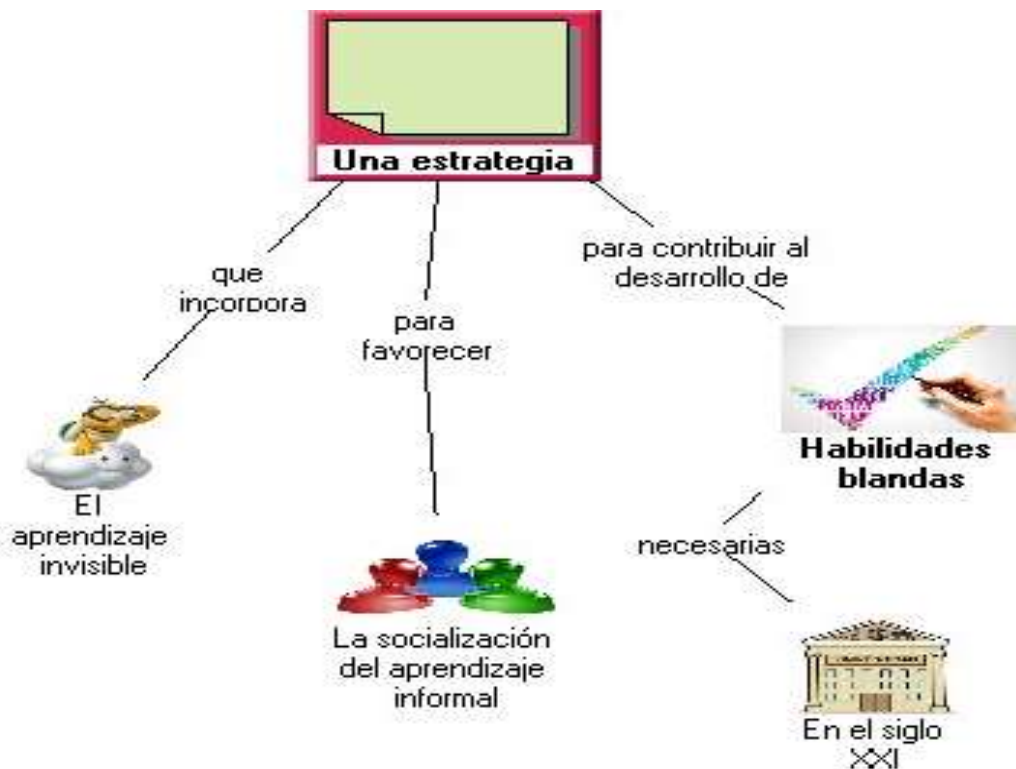 Una estrategia
que
incorpora
para
favorecer
para contribuir al
desarrollo de
El
aprendizaje
invisible
La socialización
del aprendizaje
informal
Habilidades
blandas
necesarias
En el siglo
XXI